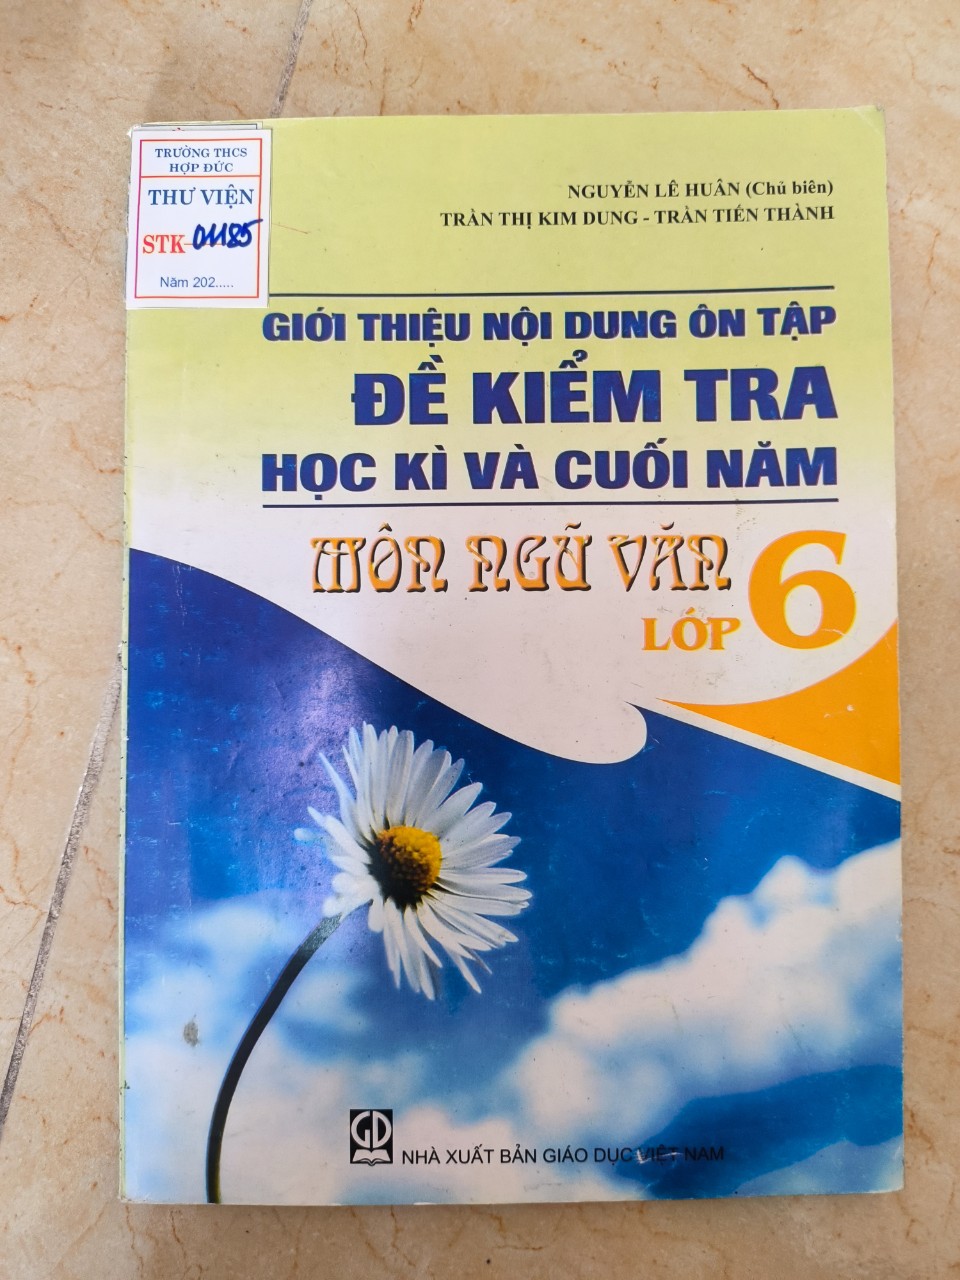 TRƯỜNG THCS
HỢP ĐỨC
THƯ VIỆN
STK 01185
Năm 202.....
NGUYỄN LÊ HUÂN (Chủ biên)
TRẦN THỊ KIM DUNG - TRẦN TIẾN THÀNH
GIỚI THIỆU NỘI DUNG ÔN TẬP
ĐỀ KIỂM TRA
HỌC KÌ VÀ CUỐI NĂM
MÔN NGỮ VĂN
LỚP 6
GD
NHÀ XUẤT BẢN GIÁO DỤC VIỆT NAM